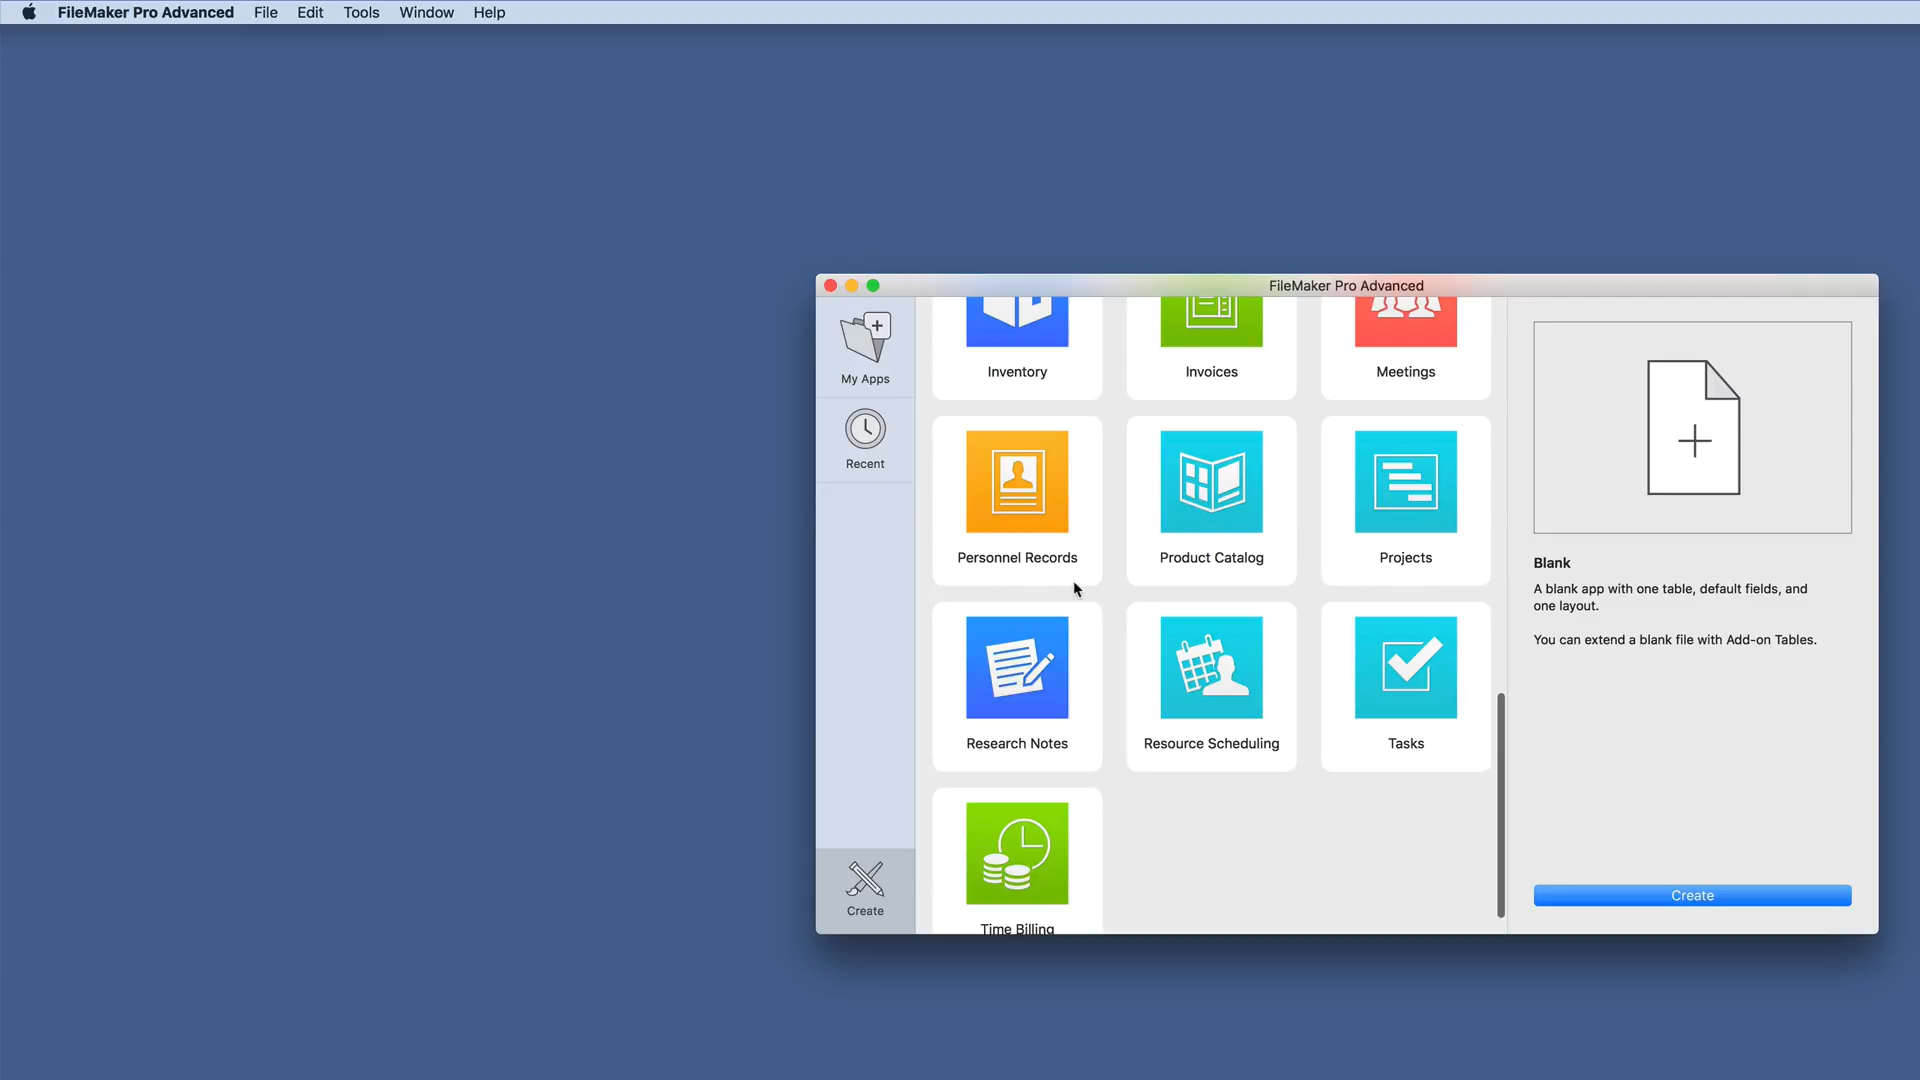 FileMaker Pro Advanced File Edit Tools Window Help
FileMaker Pro Advanced
My Apps
Recent
Create
Inventory Invoices Meetings
Personnel Records Product Catalog Projects
Research Notes Resource Scheduling Tasks
Time Billing
Blank
A blank app with one table, default fields, and
one layout.
You can extend a blank file with Add-on Tables.
Create